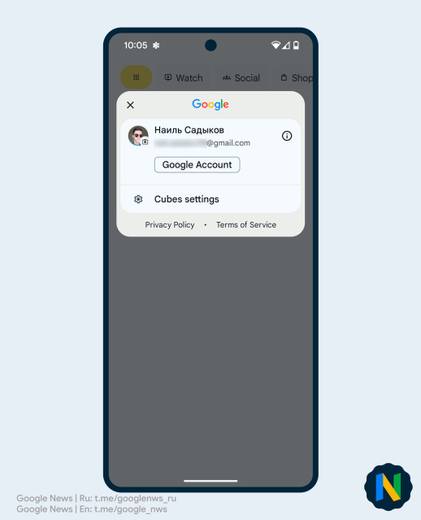 10:05
Watch
Social
Shop
Google
Наиль Садыков
@gmail.com
Google Account
Cubes settings
Privacy Policy • Terms of Service
Google News | Ru: t.me/googlenws_ru
Google News | En: t.me/google_nws
N